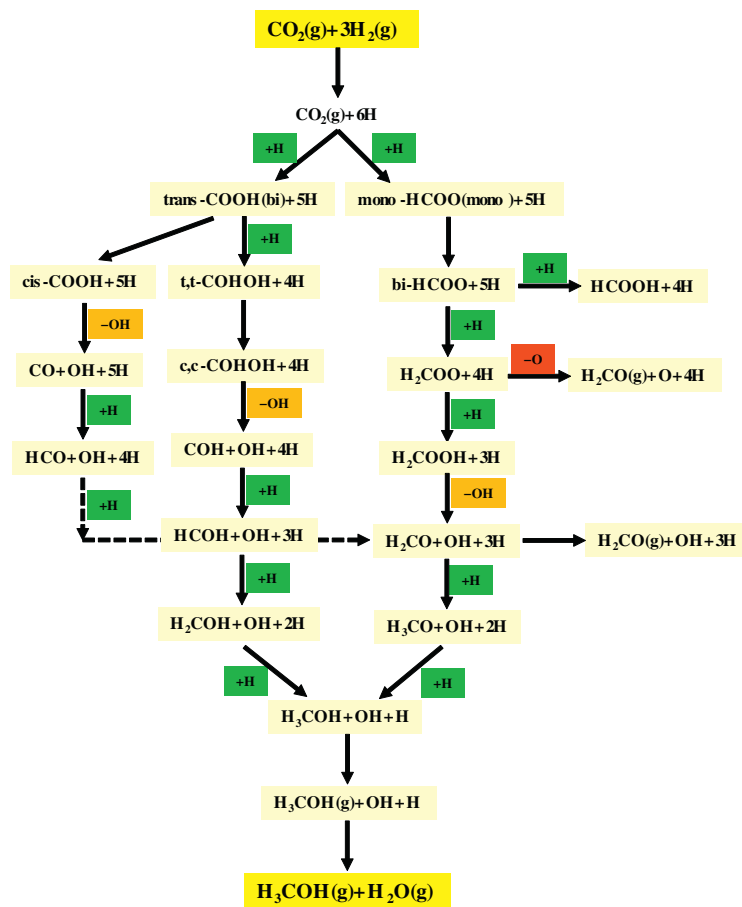 CO₂(g)+3H₂(g)
CO₂(g)+6H
+H
+H
trans-COOH(bi)+5H
mono-HCOO(mono )+5H
+H
cis-COOH+5H
t,t-COHOH+4H
bi-HCOO+5H
+H
HCOOH+4H
−OH
+H
CO+OH+5H
c,c-COHOH+4H
H₂COO+4H
−O
H₂CO(g)+O+4H
+H
−OH
+H
HCO+OH+4H
COH+OH+4H
H₂COOH+3H
+H
+H
−OH
HCOH+OH+3H
H₂CO+OH+3H
H₂CO(g)+OH+3H
+H
+H
H₂COH+OH+2H
H₃CO+OH+2H
+H
+H
H₃COH+OH+H
H₃COH(g)+OH+H
H₃COH(g)+H₂O(g)